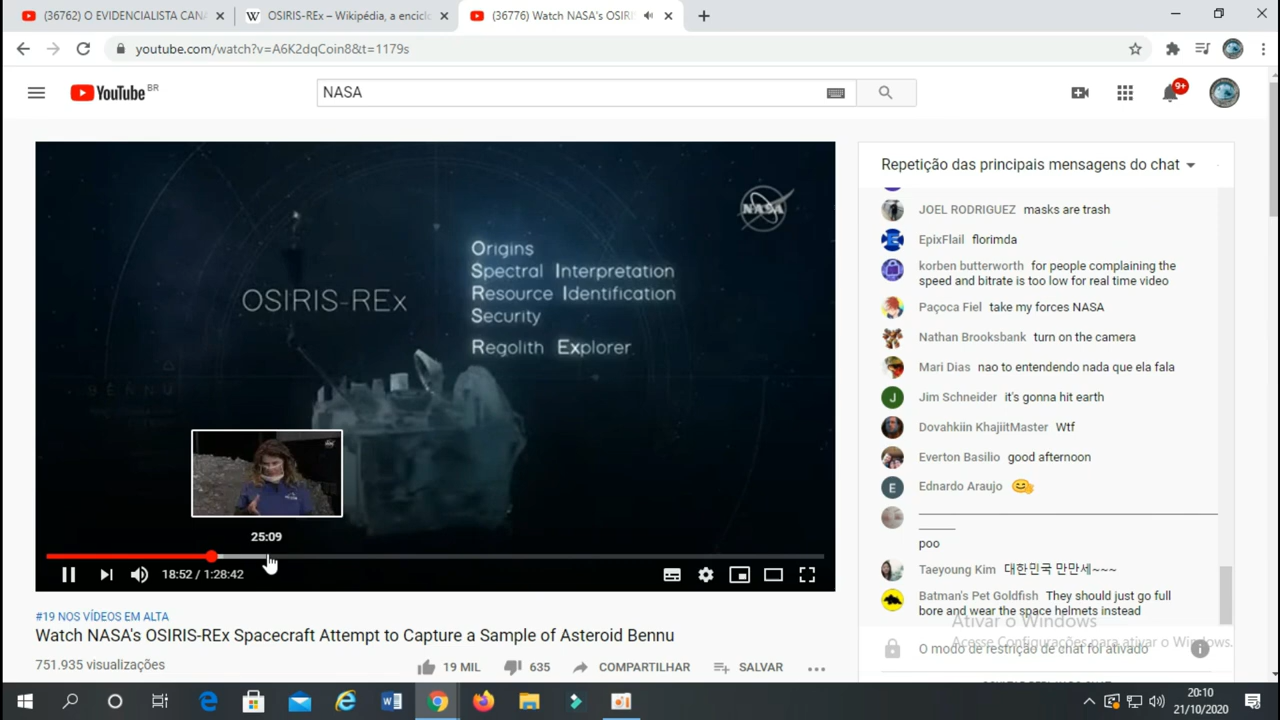 (36762) O EVIDENCIALISTA CANA
OSIRIS-REx – Wikipédia, a encicl
(36776) Watch NASA's OSIRI
youtube.com/watch?v=A6K2dqCoin8&t=1179s
YouTube BR
NASA
9+
NASA
Origins
Spectral Interpretation
OSIRIS-REx
Resource Identification
Security
Regolith Explorer
BENNU
25:09
18:52 / 1:28:42
#19 NOS VÍDEOS EM ALTA
Watch NASA's OSIRIS-REx Spacecraft Attempt to Capture a Sample of Asteroid Bennu
751.935 visualizações
19 MIL
635
COMPARTILHAR
SALVAR
Repetição das principais mensagens do chat
JOEL RODRIGUEZ masks are trash
EpixFlail florimda
korben butterworth for people complaining the
speed and bitrate is too low for real time video
Paçoca Fiel take my forces NASA
Nathan Brooksbank turn on the camera
Mari Dias nao to entendendo nada que ela fala
Jim Schneider it's gonna hit earth
Dovahkiin KhajiitMaster Wtf
Everton Basilio good afternoon
Ednardo Araujo
poo
Taeyoung Kim 대한민국 만만세~~~
Batman's Pet Goldfish They should just go full
bore and wear the space helmets instead
Ativar o Windows
Acesse Configurações para ativar o Windows.
O modo de restrição de chat foi ativado
20:10
21/10/2020